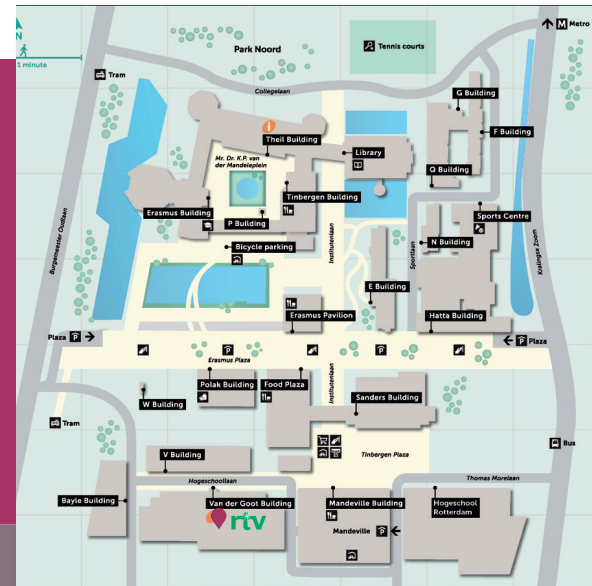 N
1 minute
Park Noord
Tennis courts
M Metro
Tram
Collegelaan
G Building
F Building
i
Theil Building
Library
Mr. Dr. K.P. van
der Mandeleplein
Q Building
Tinbergen Building
Erasmus Building
P Building
Sports Centre
Burgemeester Oudlaan
Institutenlaan
Sportlaan
N Building
Kralingse Zoom
Bicycle parking
E Building
Erasmus Pavilion
Hatta Building
Plaza P
P Plaza
P
P
Erasmus Plaza
Polak Building
Food Plaza
Institutenlaan
W Building
Sanders Building
Tram
Bus
V Building
Tinbergen Plaza
Hogeschoollaan
Thomas Morelaan
Bayle Building
Van der Goot Building
Mandeville Building
Hogeschool
Rotterdam
rtv
Mandeville P